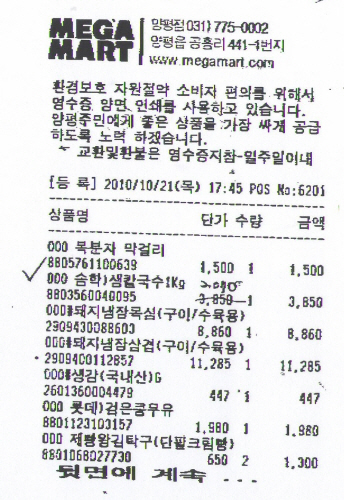 MEGA MART
양평점 031) 775-0002
양평읍 공흥리 441-1번지
www.megamart.com
환경보호 자원절약 소비자 편의를 위해서
영수증 양면 인쇄를 사용하고 있습니다.
양평주민에게 좋은 상품을 가장 싸게 공급
하도록 노력 하겠습니다.
교환및환불은 영수증지참-일주일이내
[등 록] 2010/10/21(목) 17:45 POS No:6201
상품명 단가 수량 금액
000 복분자 막걸리
8805761100639 1,500 1 1,500
000 송학)생칼국수1Kg
8803560040095 3,850 1 3,850
000#돼지냉장목심(구이/수육용)
2909430088603 8,860 1 8,860
000#돼지냉장삼겹(구이/수육용)
2909400112857 11,285 1 11,285
000#생감(국내산)G
2601360004479 447 1 447
000 롯데)검은콩우유
8801123103157 1,980 1 1,980
000 제빵왕김탁구(단팥크림빵)
8801068027730 650 2 1,300
뒷면에 계속 ...